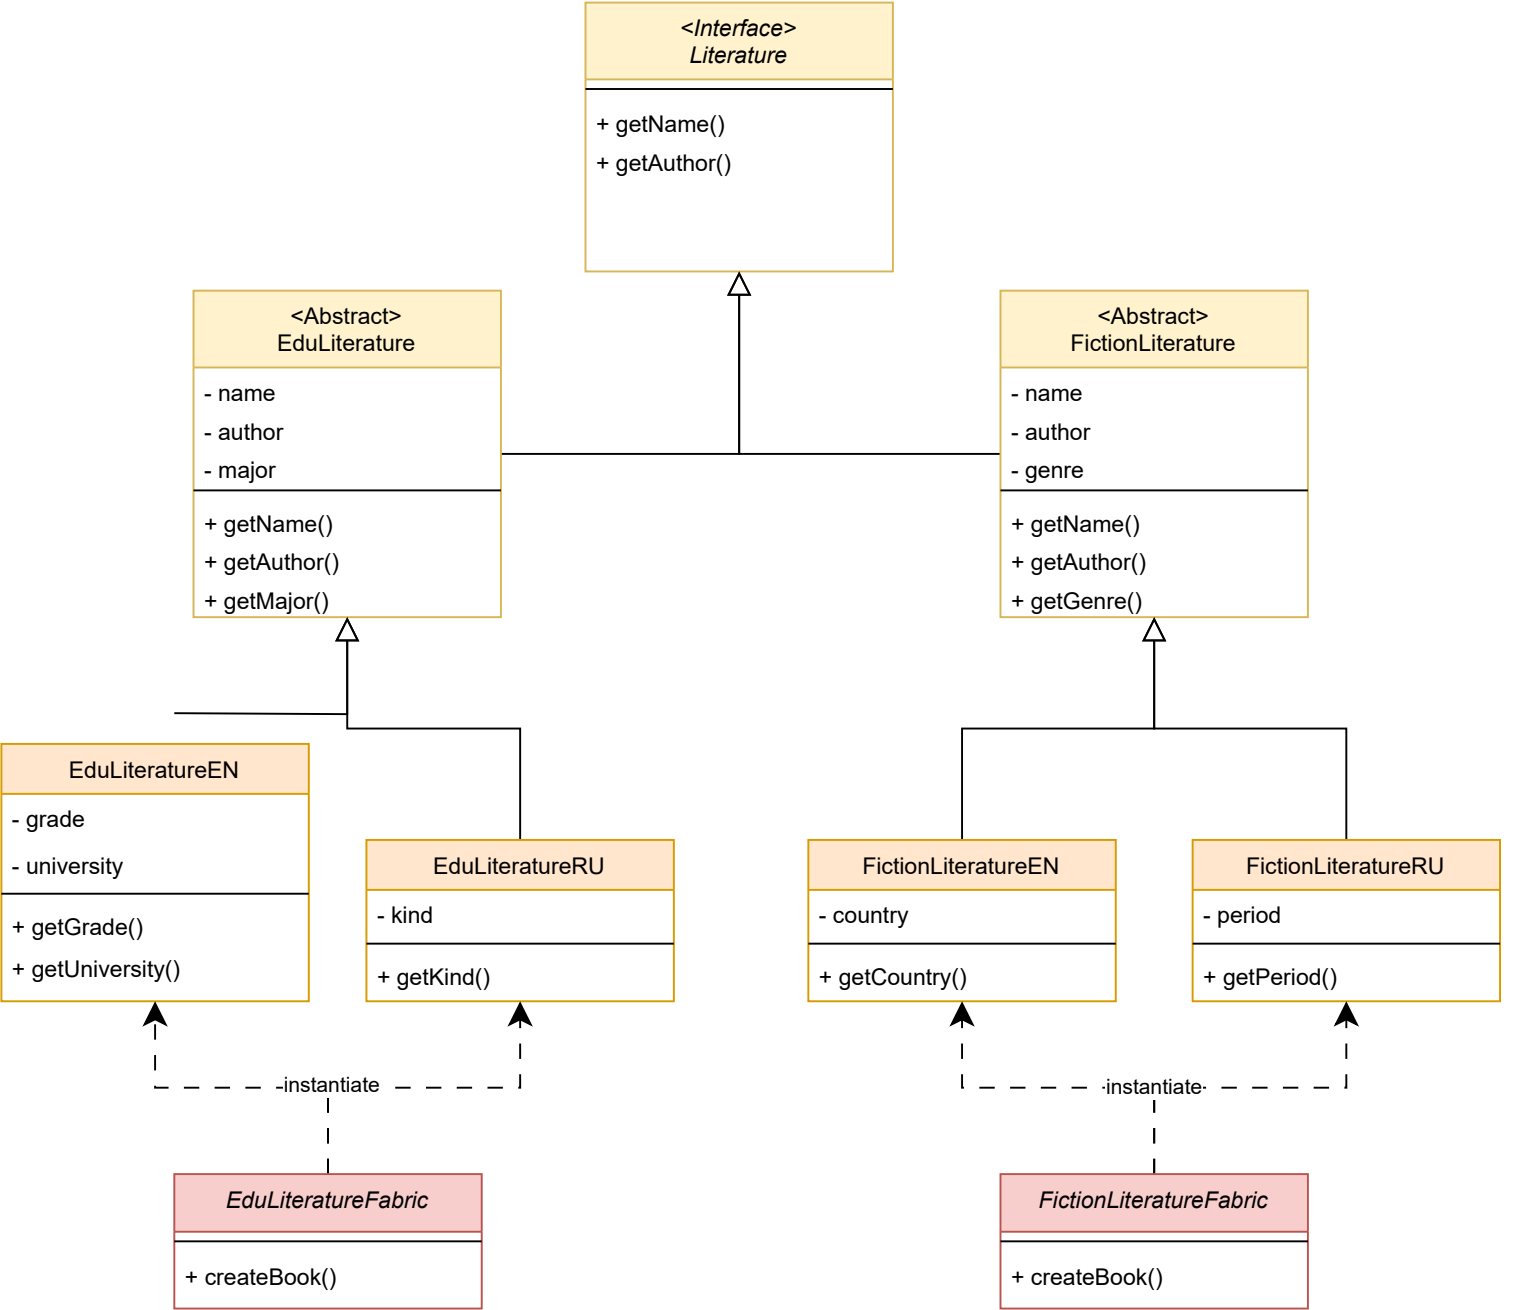 <Interface>
Literature
+ getName()
+ getAuthor()
<Abstract>
EduLiterature
- name
- author
- major
+ getName()
+ getAuthor()
+ getMajor()
<Abstract>
FictionLiterature
- name
- author
- genre
+ getName()
+ getAuthor()
+ getGenre()
EduLiteratureEN
- grade
- university
+ getGrade()
+ getUniversity()
EduLiteratureRU
- kind
+ getKind()
FictionLiteratureEN
- country
+ getCountry()
FictionLiteratureRU
- period
+ getPeriod()
instantiate
instantiate
EduLiteratureFabric
+ createBook()
FictionLiteratureFabric
+ createBook()